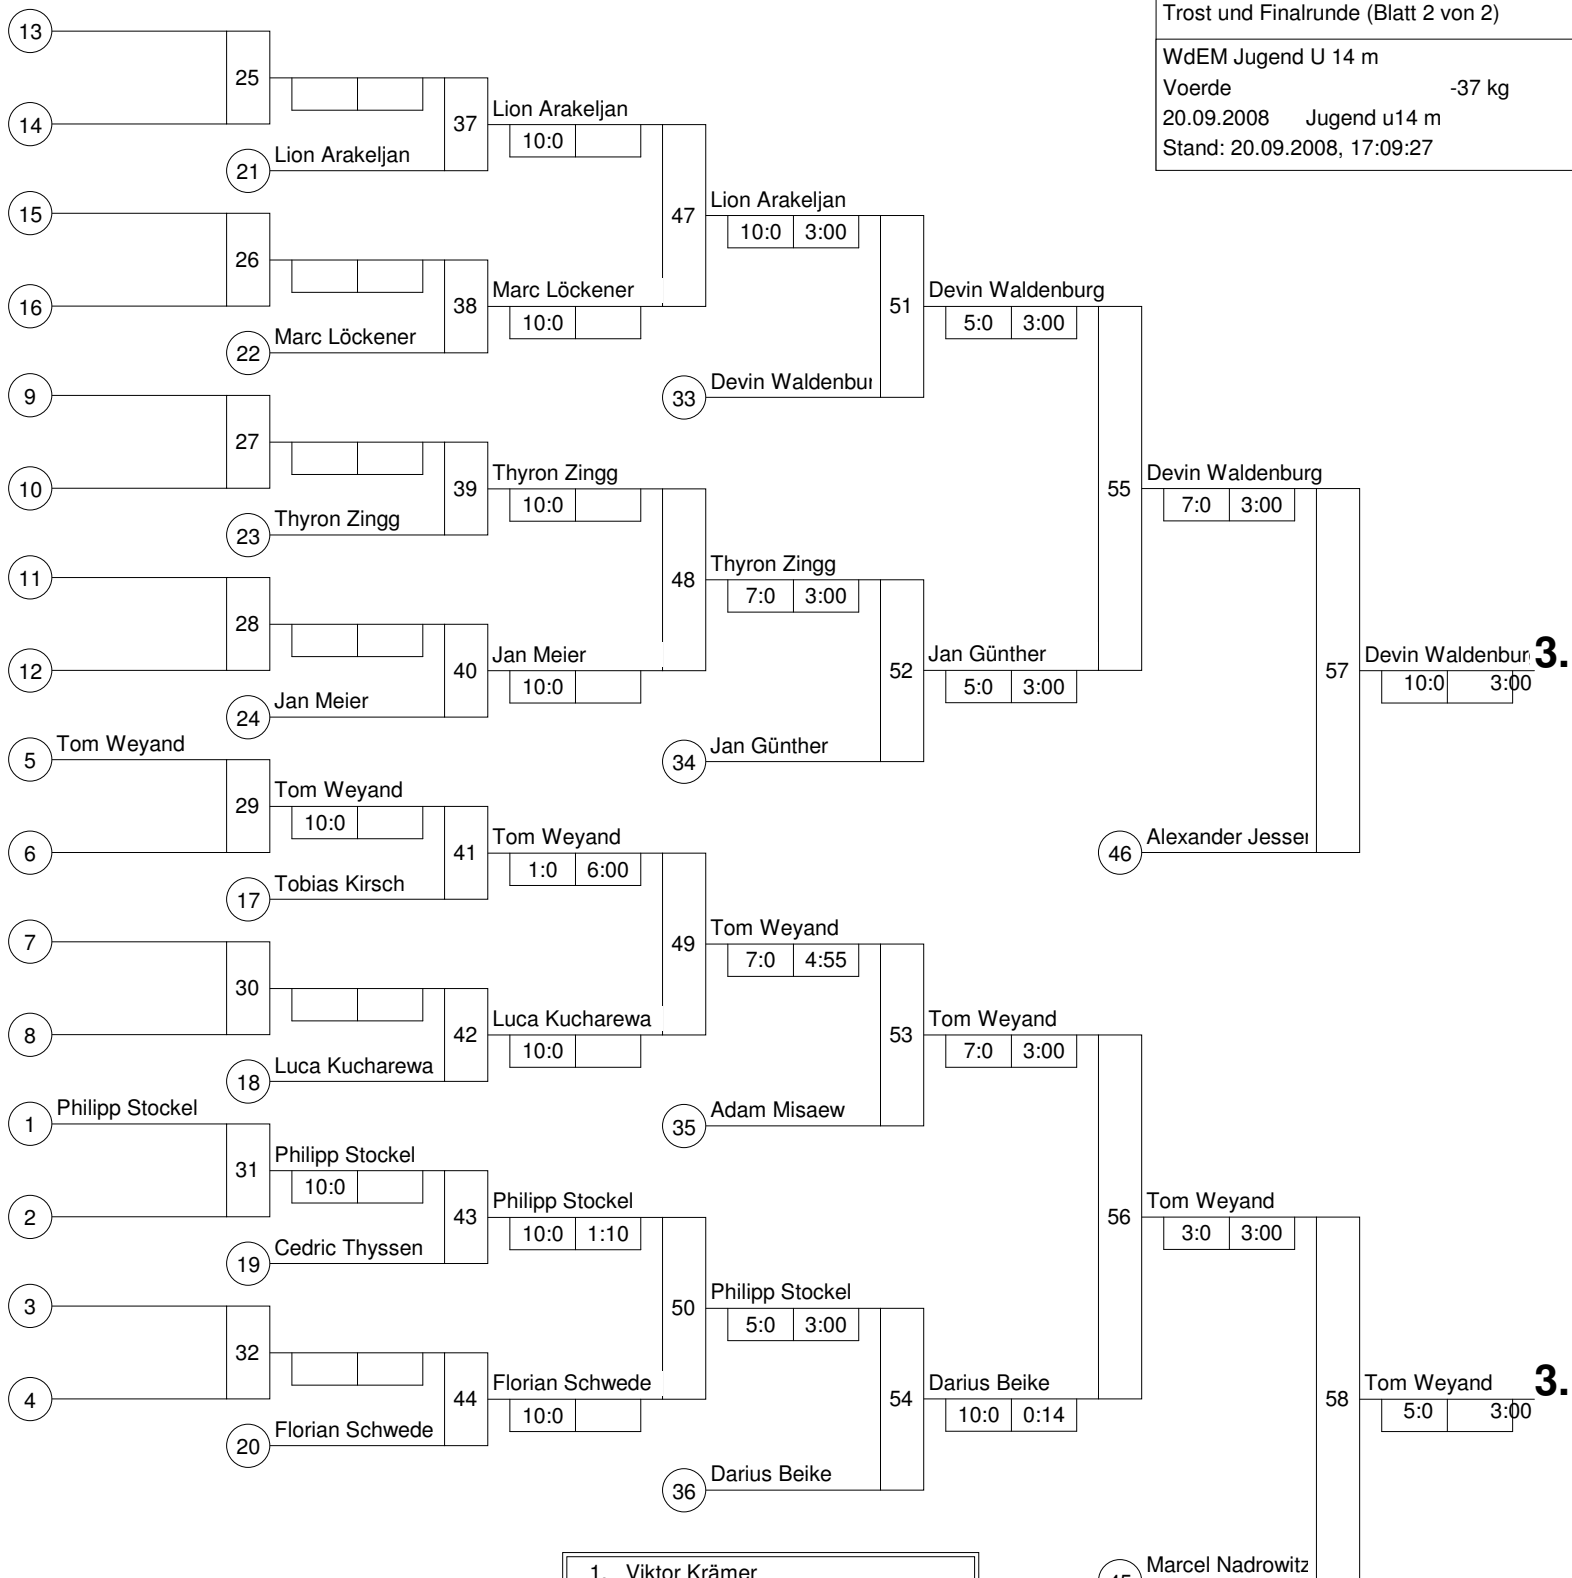 Trost und Finalrunde (Blatt 2 von 2)
WdEM Jugend U 14 m
Voerde -37 kg
20.09.2008 Jugend u14 m
Stand: 20.09.2008, 17:09:27
13
25
14
37
Lion Arakeljan
10:0
21
Lion Arakeljan
15
26
16
38
Marc Löckener
10:0
22
Marc Löckener
47
Lion Arakeljan
10:0 3:00
51
Devin Waldenburg
5:0 3:00
33
Devin Waldenbur
9
27
10
39
Thyron Zingg
10:0
23
Thyron Zingg
11
28
12
40
Jan Meier
10:0
24
Jan Meier
48
Thyron Zingg
7:0 3:00
52
Jan Günther
5:0 3:00
34
Jan Günther
55
Devin Waldenburg
7:0 3:00
57
Devin Waldenbur 3.
10:0 3:00
46
Alexander Jesser
5
Tom Weyand
29
Tom Weyand
10:0
6
41
Tom Weyand
1:0 6:00
17
Tobias Kirsch
7
30
8
42
Luca Kucharewa
10:0
18
Luca Kucharewa
49
Tom Weyand
7:0 4:55
53
Tom Weyand
7:0 3:00
35
Adam Misaew
1
Philipp Stockel
31
Philipp Stockel
10:0
2
43
Philipp Stockel
10:0 1:10
19
Cedric Thyssen
3
32
4
44
Florian Schwede
10:0
20
Florian Schwede
50
Philipp Stockel
5:0 3:00
54
Darius Beike
10:0 0:14
36
Darius Beike
56
Tom Weyand
3:0 3:00
58
Tom Weyand 3.
5:0 3:00
Marcel Nadrowitz
45
1. Viktor Krämer